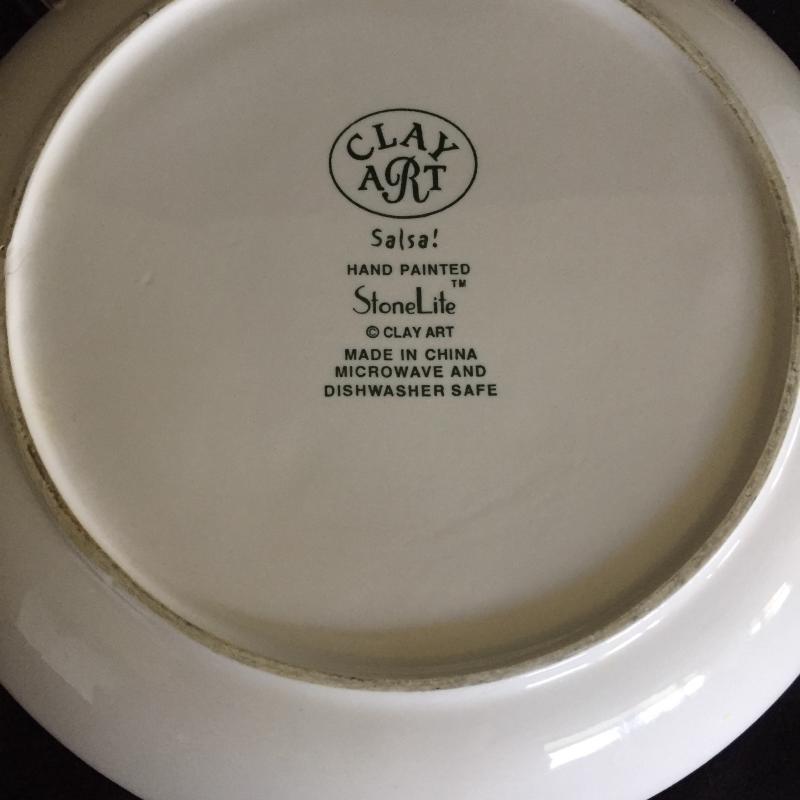 CLAY
ART
Salsa!
HAND PAINTED
StoneLite™
© CLAY ART
MADE IN CHINA
MICROWAVE AND
DISHWASHER SAFE